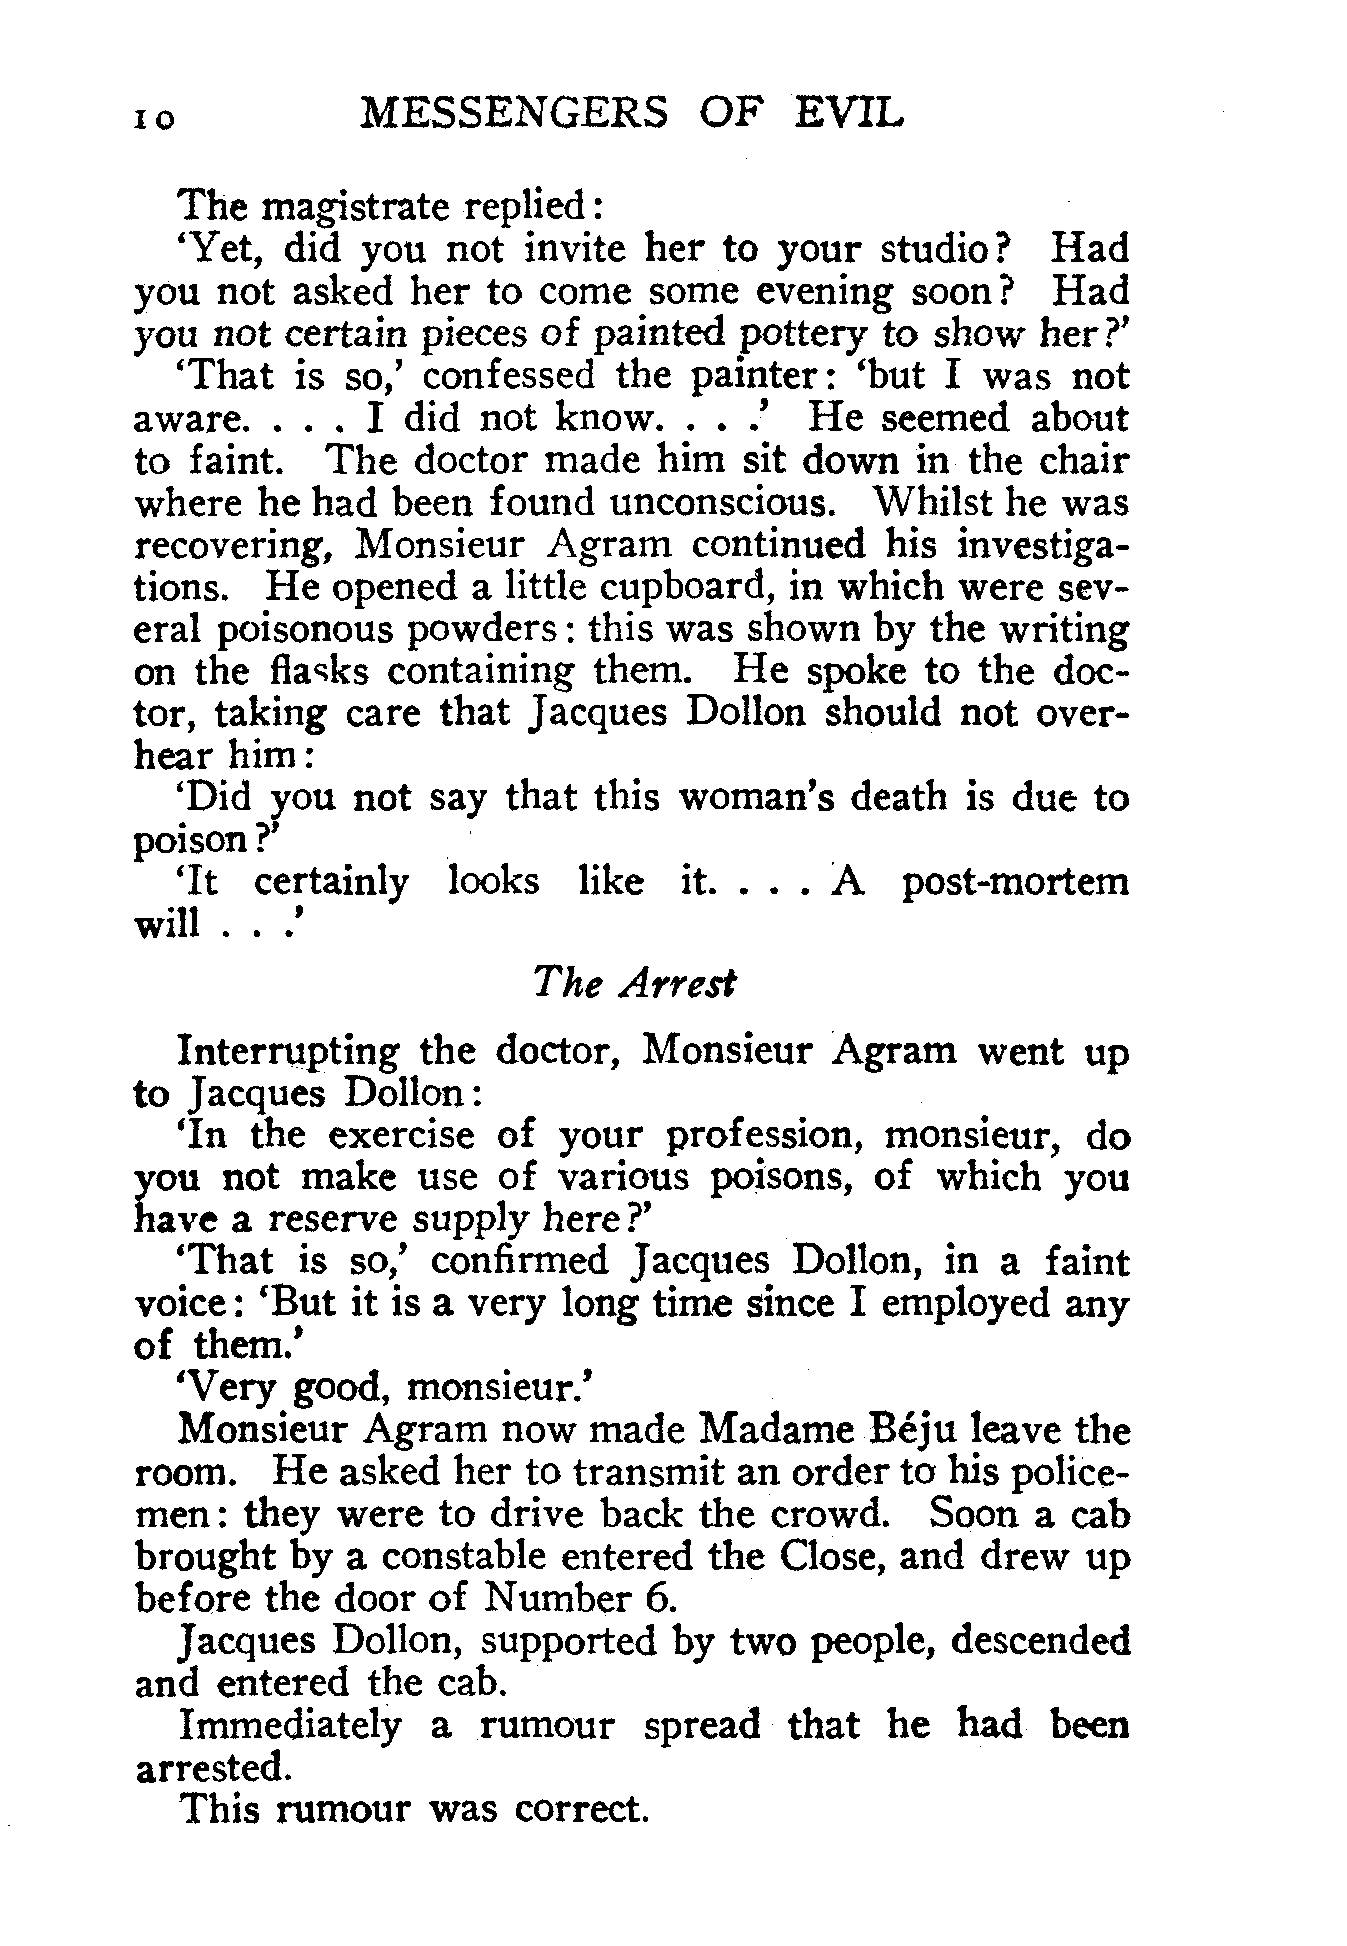 10 MESSENGERS OF EVIL
The magistrate replied:
‘Yet, did you not invite her to your studio? Had
you not asked her to come some evening soon? Had
you not certain pieces of painted pottery to show her?’
‘That is so,’ confessed the painter: ‘but I was not
aware. . . . I did not know. . . .’ He seemed about
to faint. The doctor made him sit down in the chair
where he had been found unconscious. Whilst he was
recovering, Monsieur Agram continued his investiga-
tions. He opened a little cupboard, in which were sev-
eral poisonous powders: this was shown by the writing
on the flasks containing them. He spoke to the doc-
tor, taking care that Jacques Dollon should not over-
hear him:
‘Did you not say that this woman’s death is due to
poison?’
‘It certainly looks like it. . . . A post-mortem
will . . .’
The Arrest
Interrupting the doctor, Monsieur Agram went up
to Jacques Dollon:
‘In the exercise of your profession, monsieur, do
you not make use of various poisons, of which you
have a reserve supply here?’
‘That is so,’ confirmed Jacques Dollon, in a faint
voice: ‘But it is a very long time since I employed any
of them.’
‘Very good, monsieur.’
Monsieur Agram now made Madame Béju leave the
room. He asked her to transmit an order to his police-
men: they were to drive back the crowd. Soon a cab
brought by a constable entered the Close, and drew up
before the door of Number 6.
Jacques Dollon, supported by two people, descended
and entered the cab.
Immediately a rumour spread that he had been
arrested.
This rumour was correct.